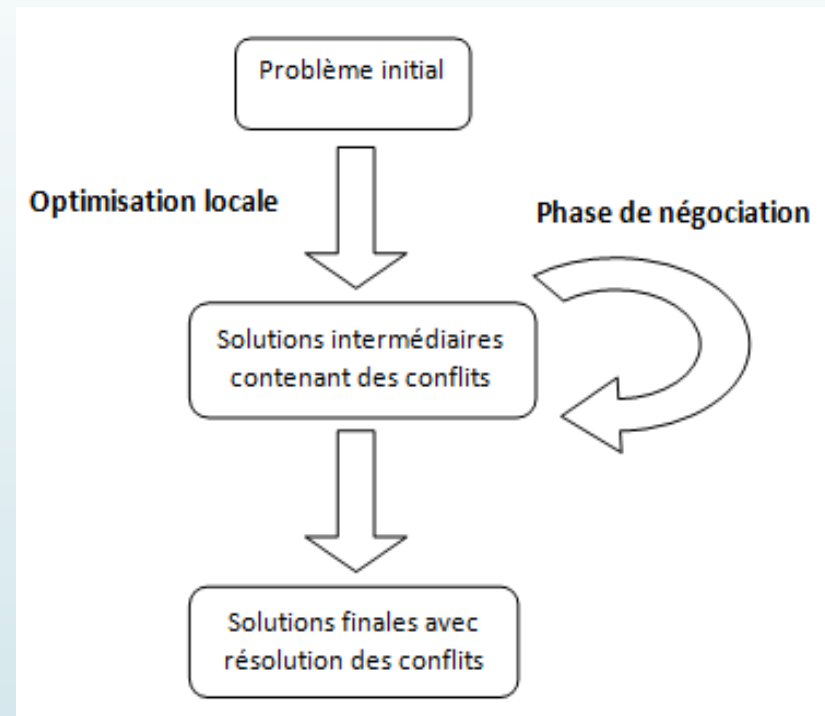 Problème initial
Optimisation locale
Phase de négociation
Solutions intermédiaires
contenant des conflits
Solutions finales avec
résolution des conflits